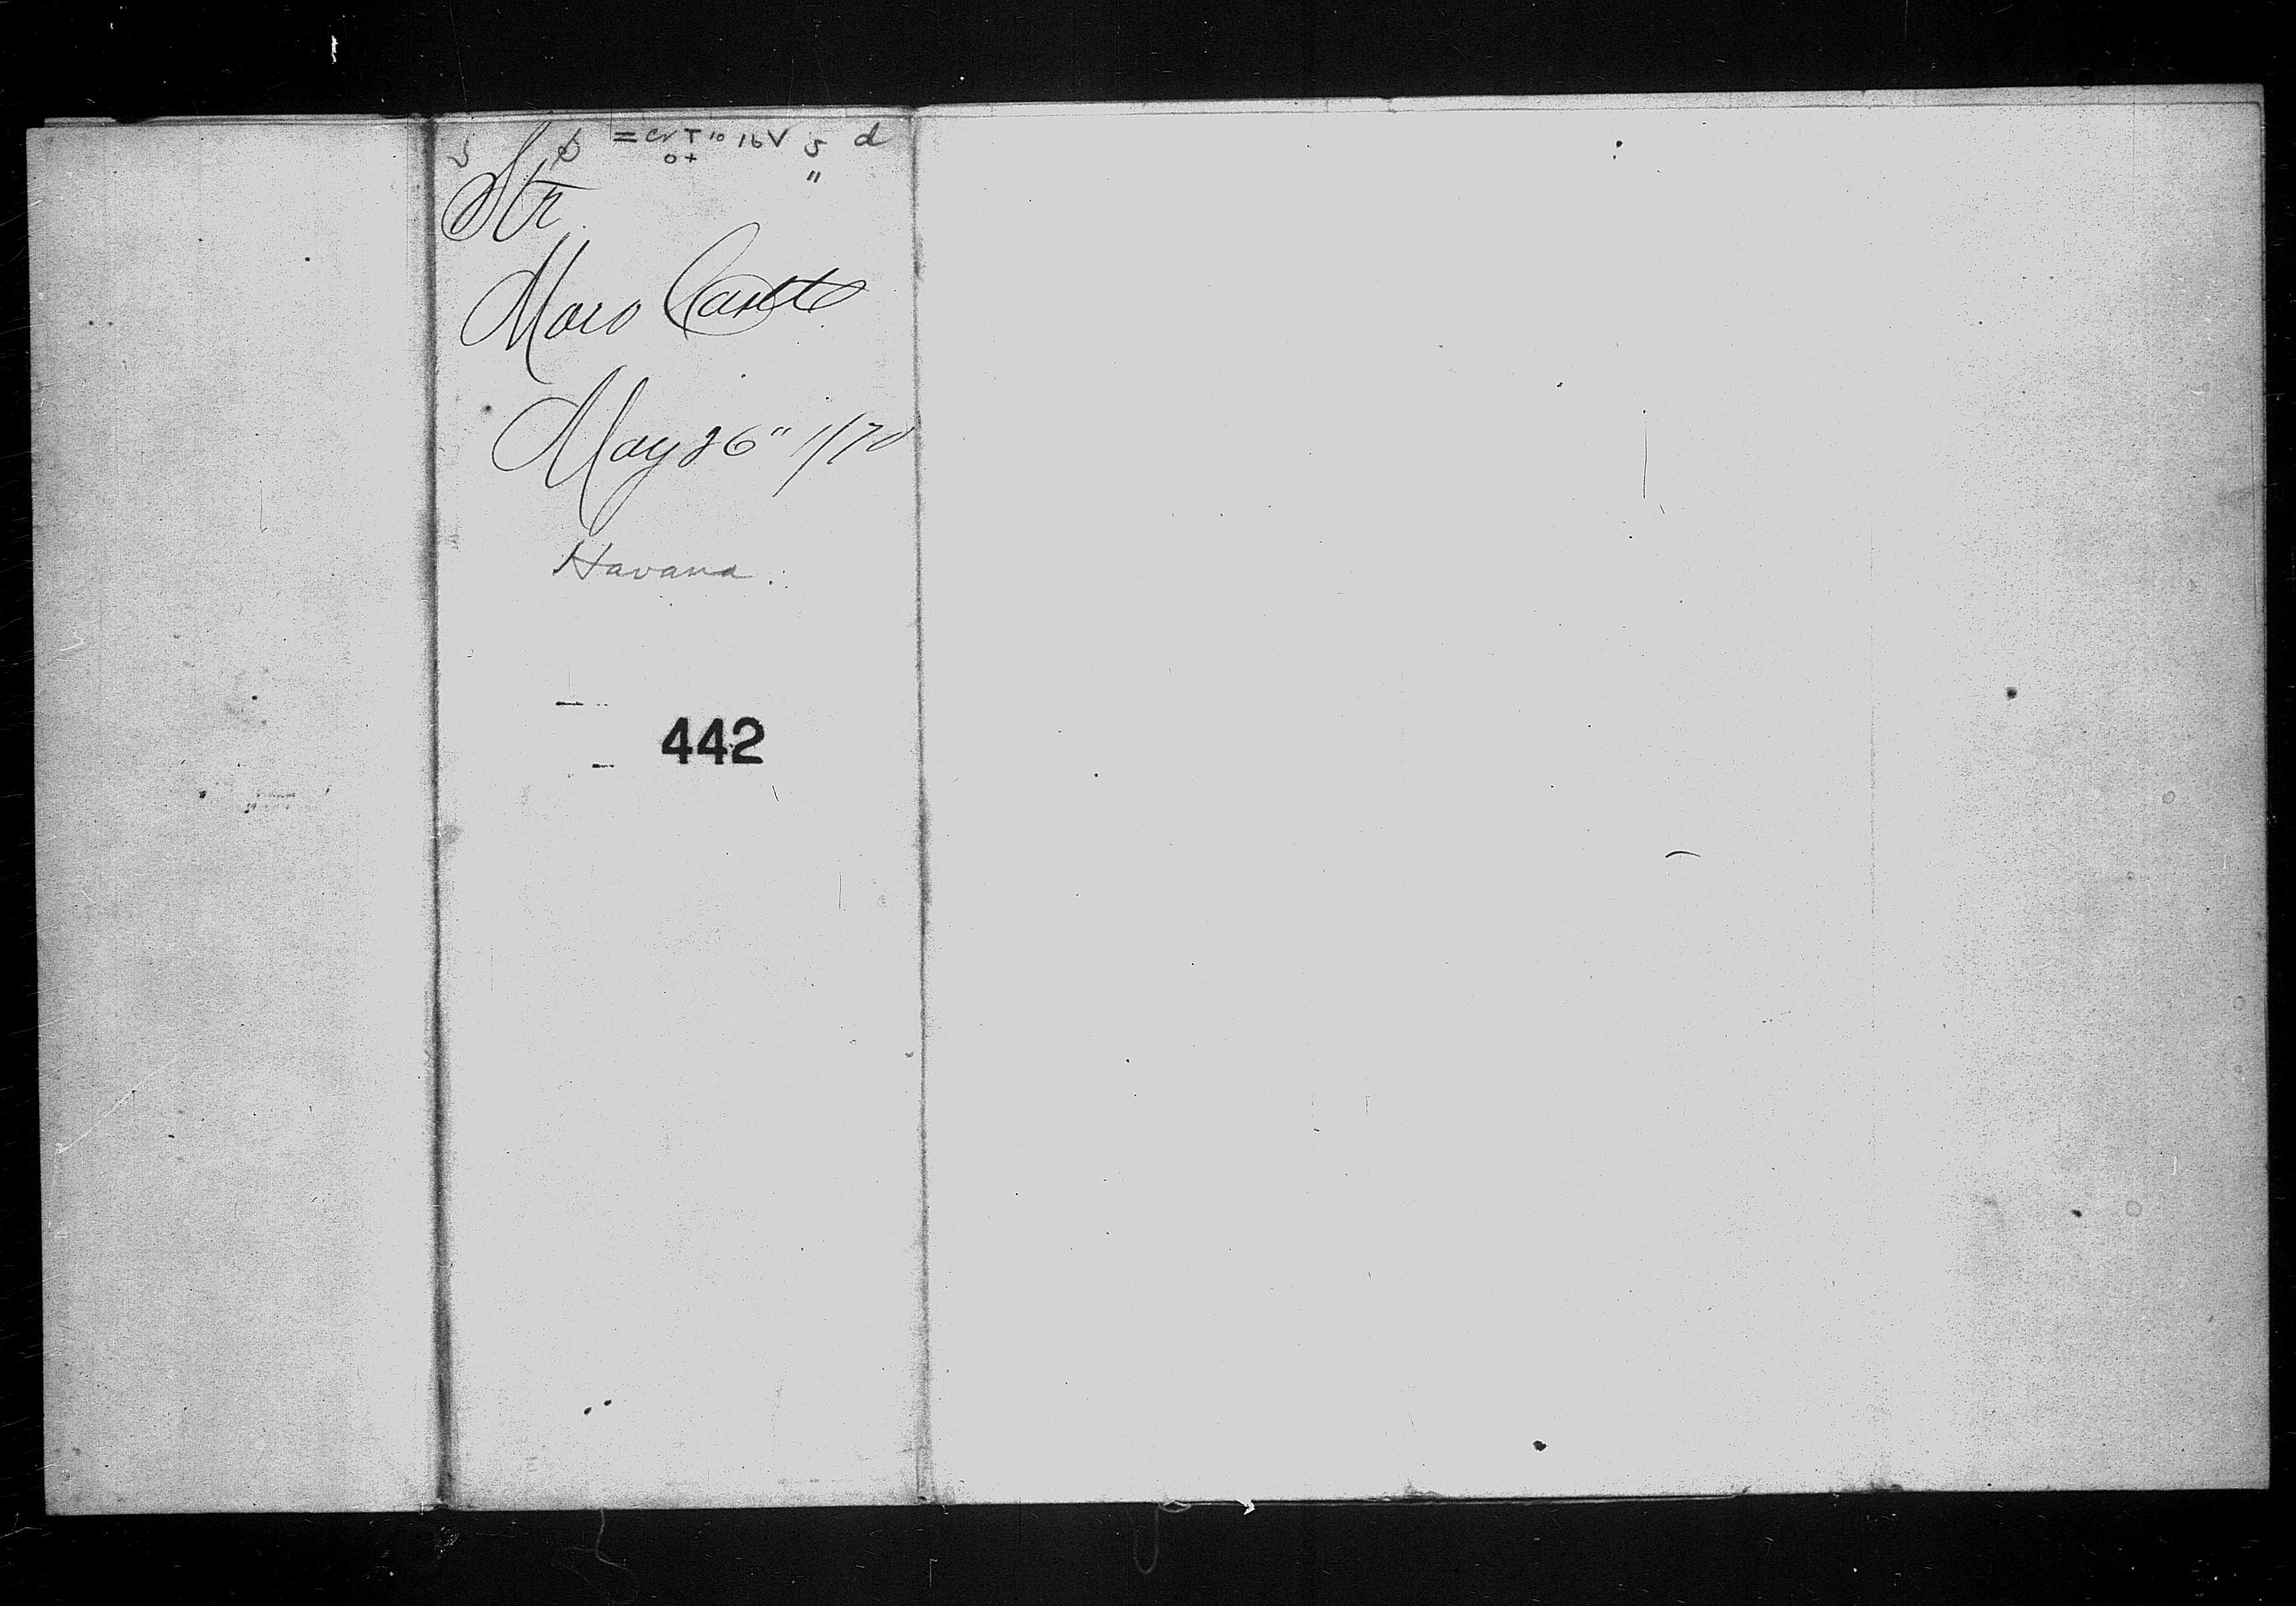 Str
Moro Castle
May 26" 1/70
Havana.
442